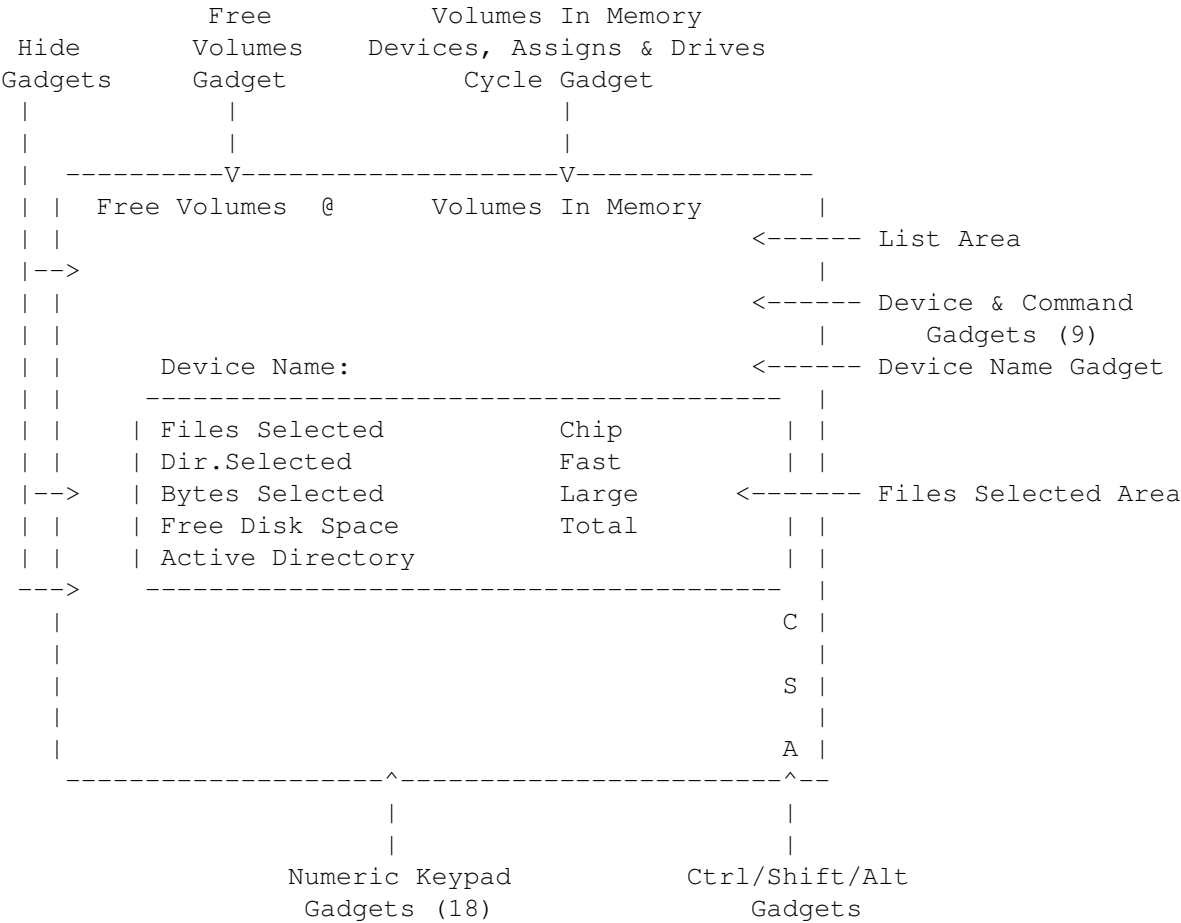 Free Volumes In Memory
Hide Volumes Devices, Assigns & Drives
Gadgets Gadget Cycle Gadget
| | |
| | |
| ----------V---------------------V---------------
| | Free Volumes @ Volumes In Memory |
| | <------ List Area
|--> |
| | <------ Device & Command
| | | Gadgets (9)
| | Device Name: <------ Device Name Gadget
| | ---------------------------------------- |
| | | Files Selected Chip | |
| | | Dir.Selected Fast | |
|--> | Bytes Selected Large <------- Files Selected Area
| | | Free Disk Space Total | |
| | | Active Directory | |
---> ---------------------------------------- |
| C |
| |
| S |
| |
| A |
--------------------^------------------------^--
| |
| |
Numeric Keypad Ctrl/Shift/Alt
Gadgets (18) Gadgets